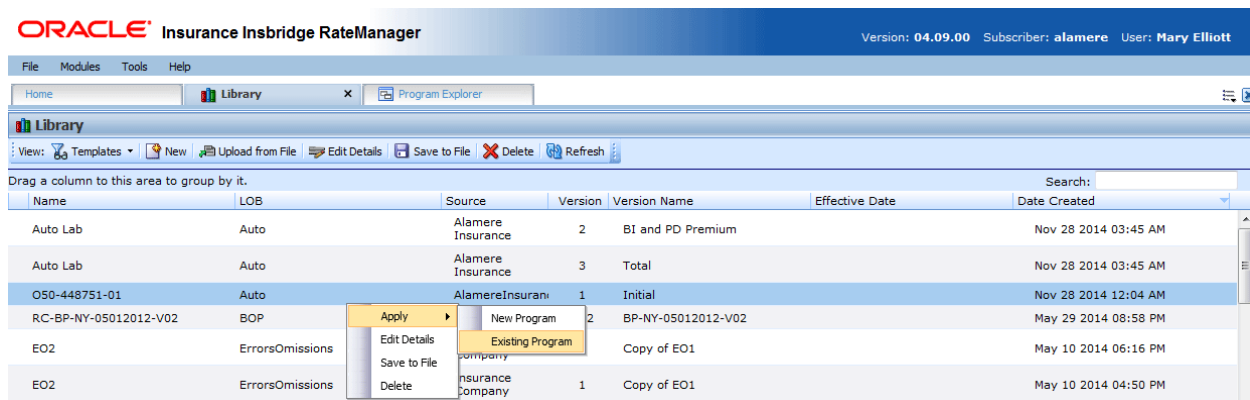 ORACLE Insurance Insbridge RateManager
Version: 04.09.00 Subscriber: alamere User: Mary Elliott
File Modules Tools Help
Home Library x Program Explorer
Library
View: Templates New Upload from File Edit Details Save to File Delete Refresh
Drag a column to this area to group by it. Search:
Name LOB Source Version Version Name Effective Date Date Created
Auto Lab Auto Alamere Insurance 2 BI and PD Premium Nov 28 2014 03:45 AM
Auto Lab Auto Alamere Insurance 3 Total Nov 28 2014 03:45 AM
O50-448751-01 Auto AlamereInsuran 1 Initial Nov 28 2014 12:04 AM
RC-BP-NY-05012012-V02 BOP 2 BP-NY-05012012-V02 May 29 2014 08:58 PM
EO2 ErrorsOmissions Company Copy of EO1 May 10 2014 06:16 PM
EO2 ErrorsOmissions nsurance Company 1 Copy of EO1 May 10 2014 04:50 PM
Apply
Edit Details
Save to File
Delete
New Program
Existing Program